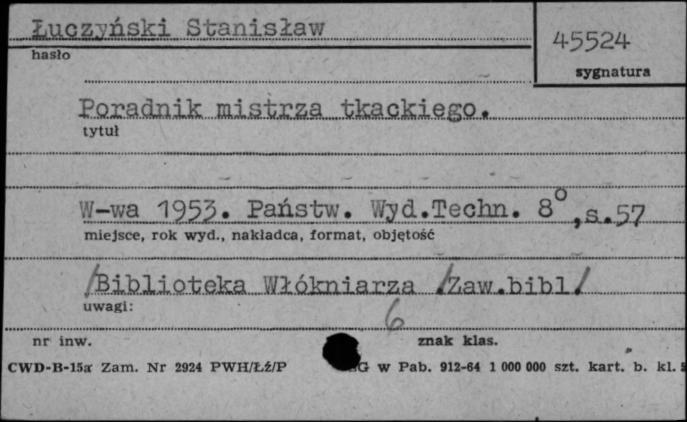 Łuczyński Stanisław
45524
hasło
sygnatura
Poradnik mistrza tkackiego.
tytuł
W-wa 1953. Państw. Wyd.Techn. 8°,s.57
miejsce, rok wyd., nakładca, format, objętość
/Biblioteka Włókniarza /Zaw.bibl/
uwagi:
6
nr inw.
znak klas.
CWD-B-15a Zam. Nr 2924 PWH/Łź/P
G w Pab. 912-64 1 000 000 szt. kart. b. kl. 5